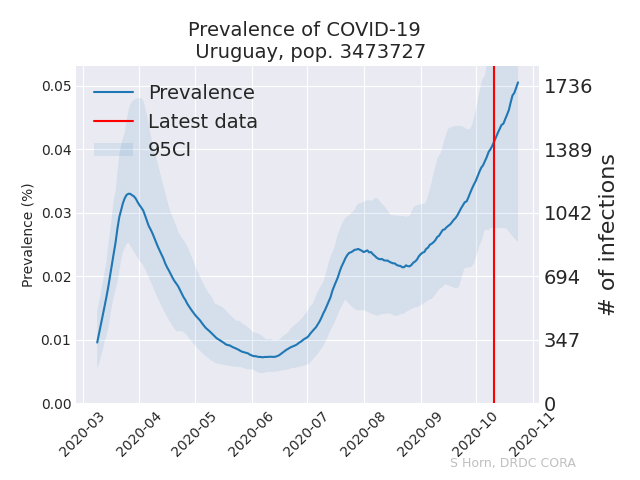 Prevalence of COVID-19
Uruguay, pop. 3473727
Prevalence
Latest data
95CI
Prevalence (%)
0.05
0.04
0.03
0.02
0.01
0.00
1736
1389
1042
694
347
0
# of infections
2020-03
2020-04
2020-05
2020-06
2020-07
2020-08
2020-09
2020-10
2020-11
S Horn, DRDC CORA